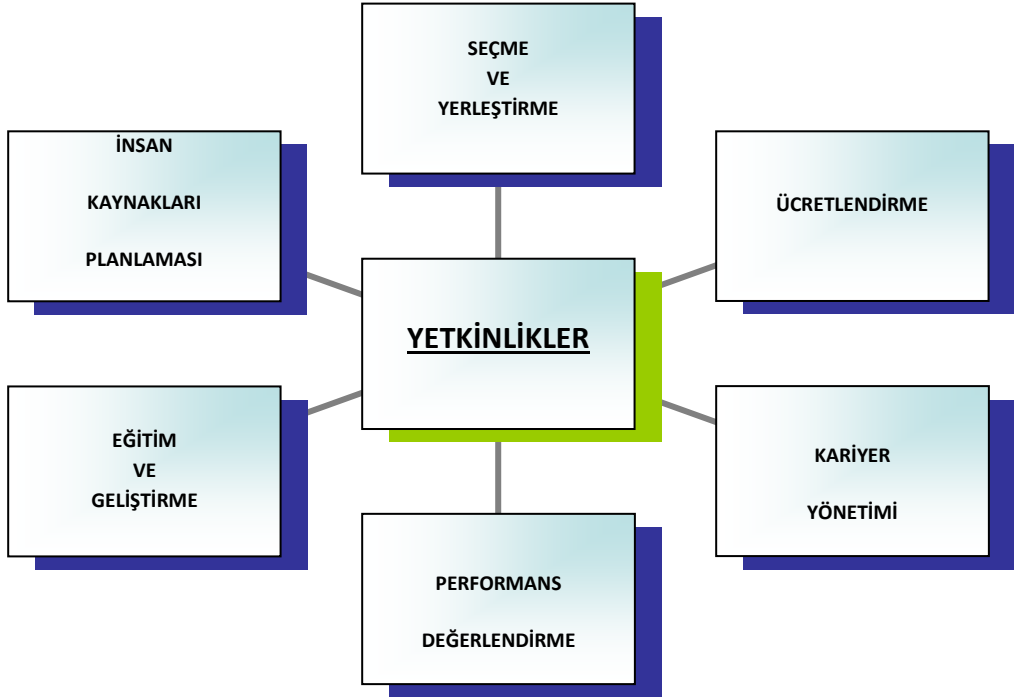 SEÇME
VE
YERLEŞTİRME
İNSAN
KAYNAKLARI
PLANLAMASI
ÜCRETLENDİRME
YETKİNLİKLER
EĞİTİM
VE
GELİŞTİRME
KARİYER
YÖNETİMİ
PERFORMANS
DEĞERLENDİRME